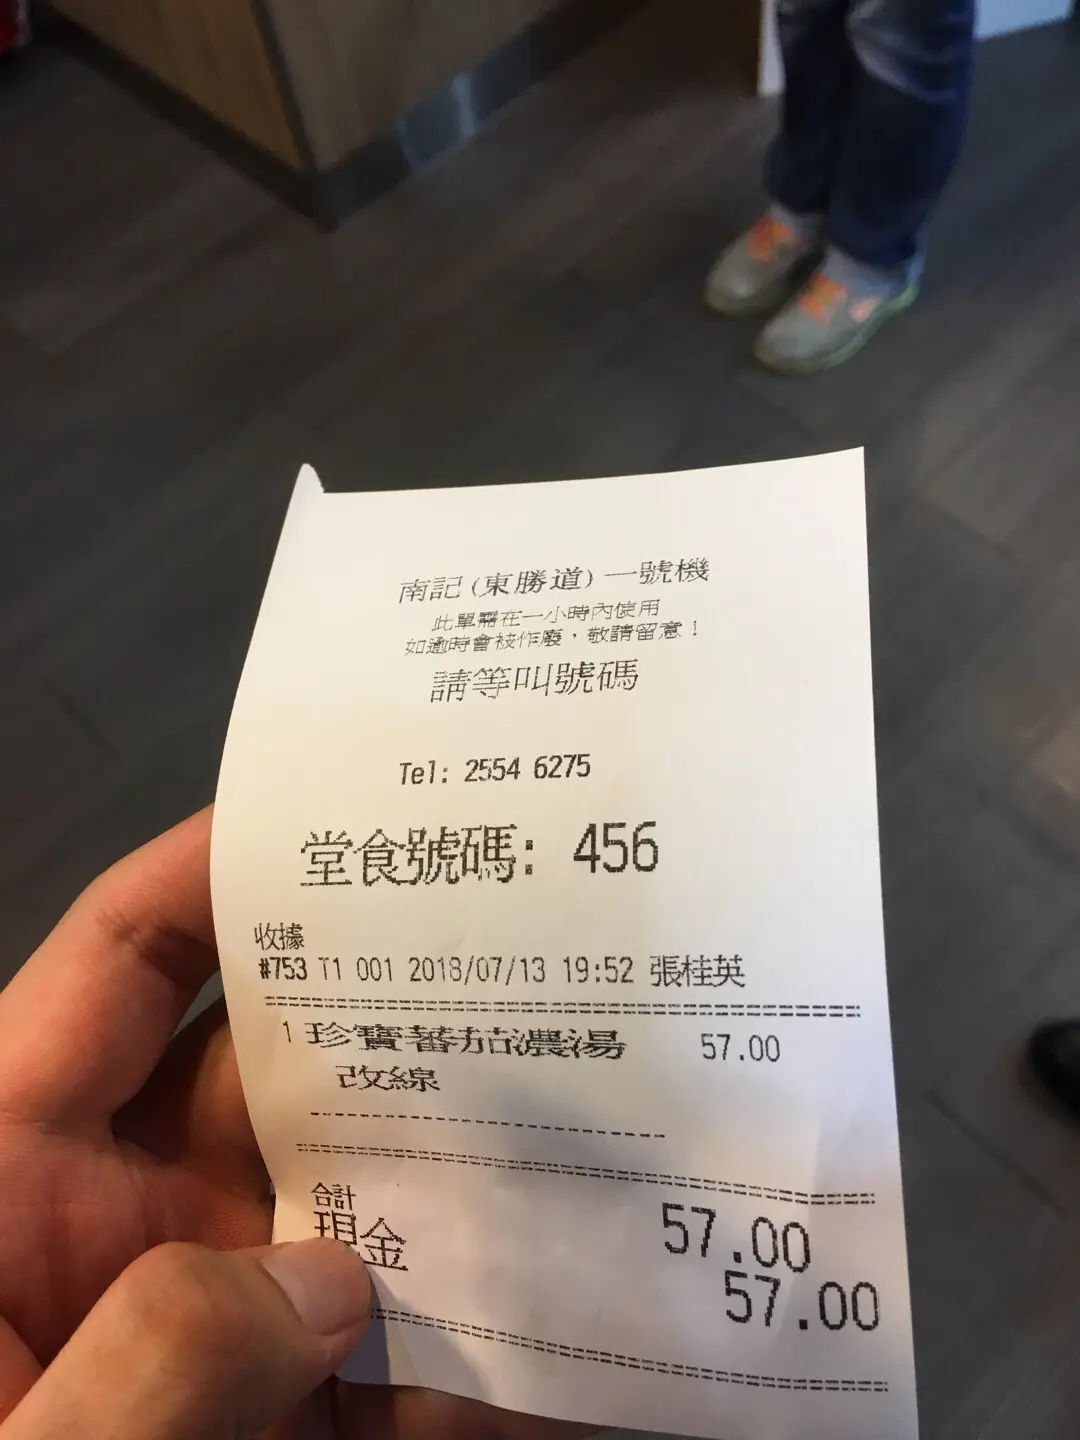 南記(東勝道)一號機
此單需在一小時內使用
如逾時會被作廢，敬請留意！
請等叫號碼
Tel: 2554 6275
堂食號碼: 456
收據
#753 T1 001 2018/07/13 19:52 張桂英
1 珍寶蕃茄濃湯 57.00
改線
合計 57.00
現金 57.00